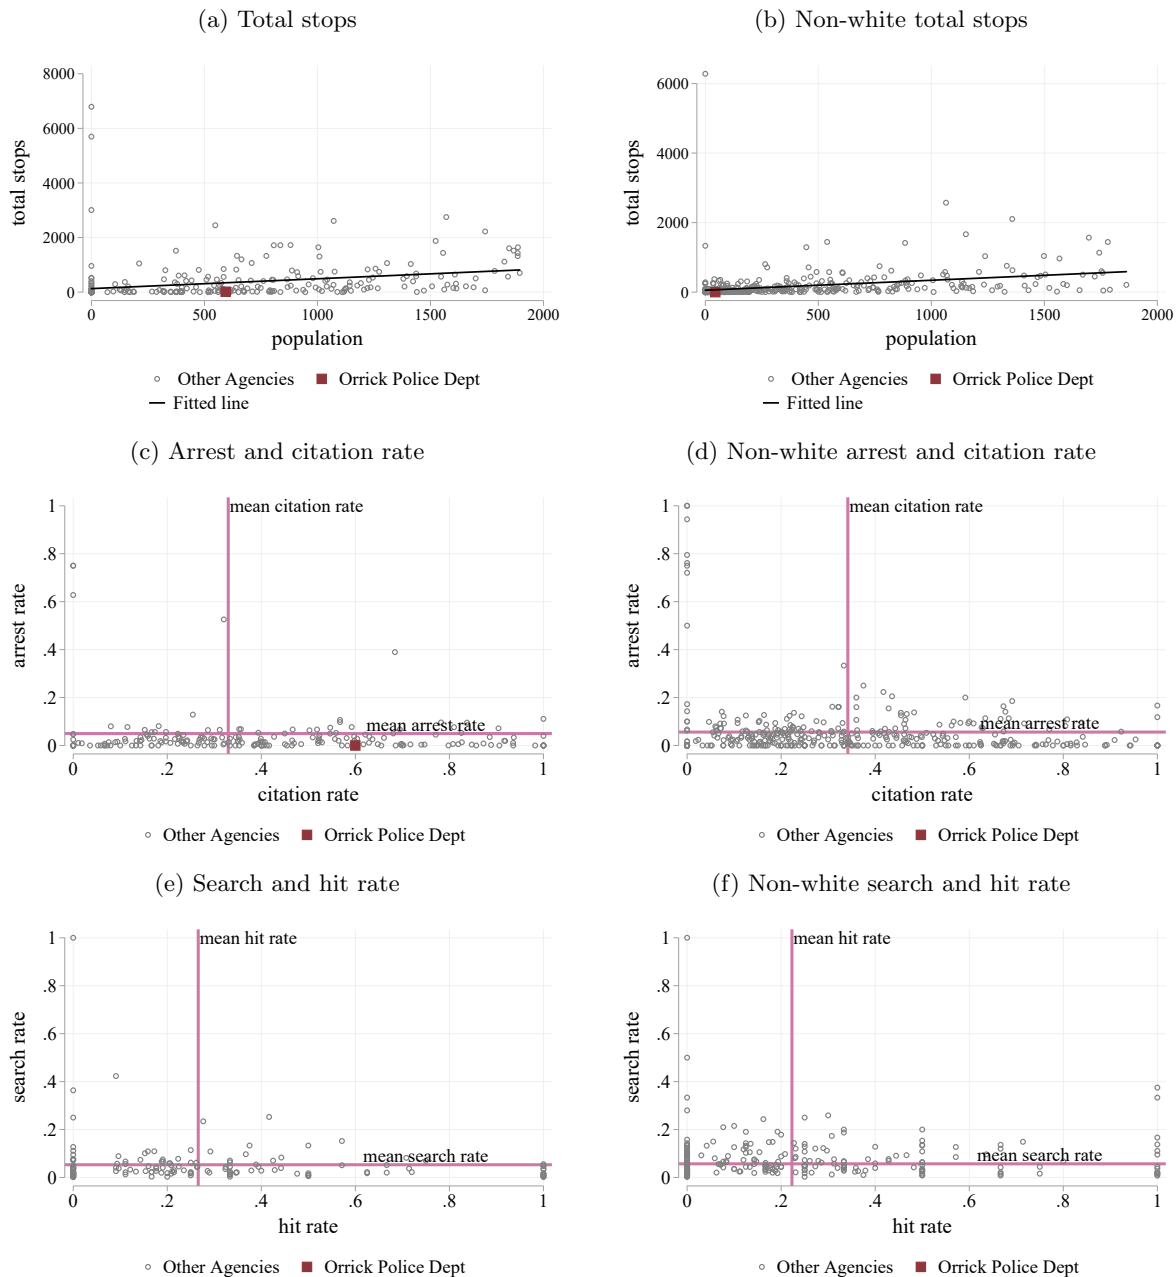 (a) Total stops
(b) Non-white total stops
total stops
8000
6000
4000
2000
0
0 500 1000 1500 2000
population
Other Agencies Orrick Police Dept
Fitted line
total stops
6000
4000
2000
0
0 500 1000 1500 2000
population
Other Agencies Orrick Police Dept
Fitted line
(c) Arrest and citation rate
(d) Non-white arrest and citation rate
arrest rate
1
.8
.6
.4
.2
0
mean citation rate
mean arrest rate
0 .2 .4 .6 .8 1
citation rate
Other Agencies Orrick Police Dept
arrest rate
1
.8
.6
.4
.2
0
mean citation rate
mean arrest rate
0 .2 .4 .6 .8 1
citation rate
Other Agencies Orrick Police Dept
(e) Search and hit rate
(f) Non-white search and hit rate
search rate
1
.8
.6
.4
.2
0
mean hit rate
mean search rate
0 .2 .4 .6 .8 1
hit rate
Other Agencies Orrick Police Dept
search rate
1
.8
.6
.4
.2
0
mean hit rate
mean search rate
0 .2 .4 .6 .8 1
hit rate
Other Agencies Orrick Police Dept